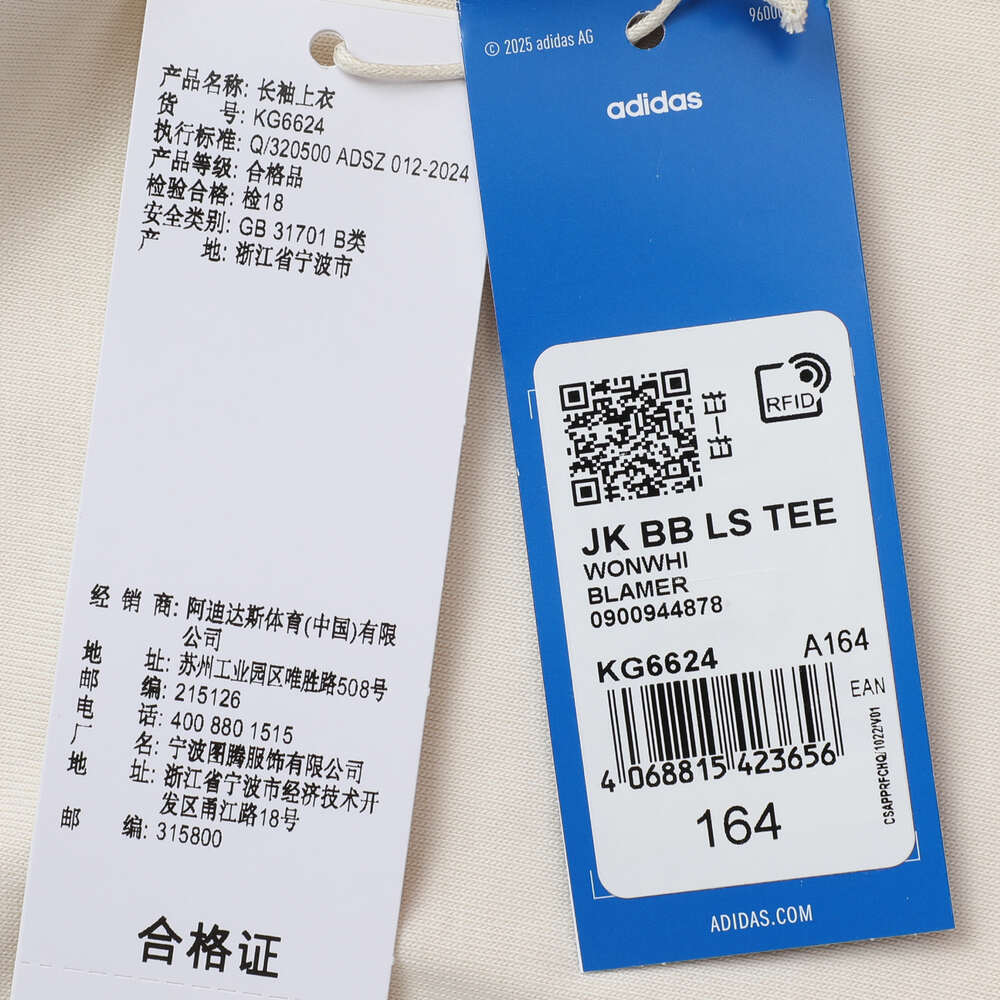 产品名称: 长袖上衣
货 号: KG6624
执行标准: Q/320500 ADSZ 012-2024
产品等级: 合格品
检验合格: 检18
安全类别: GB 31701 B类
产 地: 浙江省宁波市
经 销 商: 阿迪达斯体育(中国)有限
公司
地 址: 苏州工业园区唯胜路508号
邮 编: 215126
电 话: 400 880 1515
厂 名: 宁波图腾服饰有限公司
地 址: 浙江省宁波市经济技术开
发区甬江路18号
邮 编: 315800
合格证
© 2025 adidas AG
adidas
扫一扫
RFID
JK BB LS TEE
WONWHI
BLAMER
0900944878
KG6624
A164
EAN
4 068815 423656
CSAPPRFCHQ/1022/V01
164
ADIDAS.COM